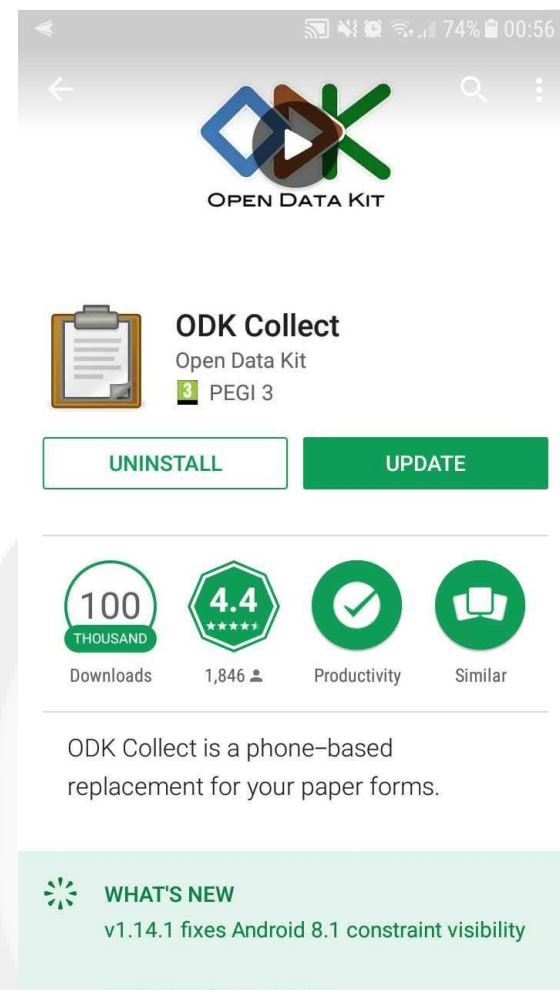 74% 00:56
ODK
OPEN DATA KIT
ODK Collect
Open Data Kit
3 PEGI 3
UNINSTALL
UPDATE
100
THOUSAND
4.4
Downloads
1,846
Productivity
Similar
ODK Collect is a phone-based
replacement for your paper forms.
WHAT'S NEW
v1.14.1 fixes Android 8.1 constraint visibility